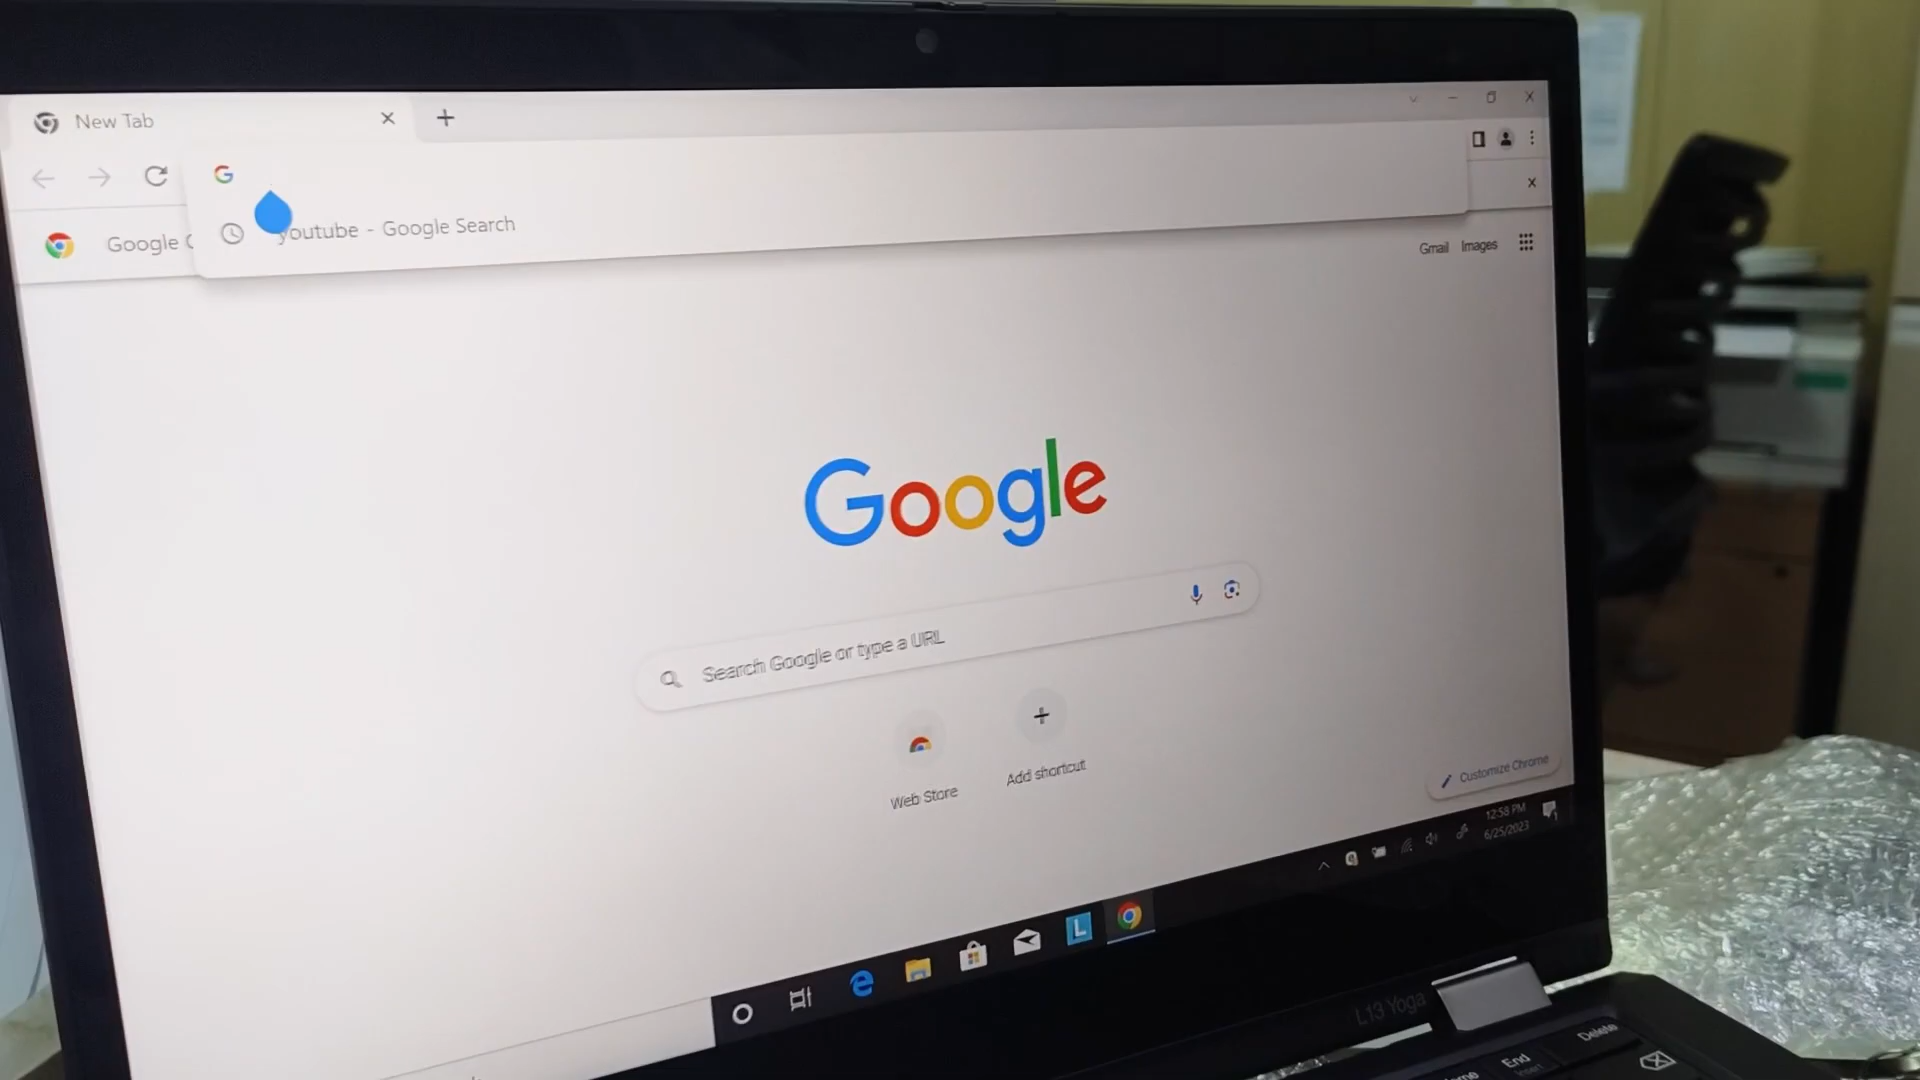 New Tab
youtube - Google Search
Google C
Gmail Images
Google
Search Google or type a URL
Web Store
Add shortcut
Customize Chrome
12:58 PM
6/25/2023
L
L13 Yoga
End
Insert
Delete